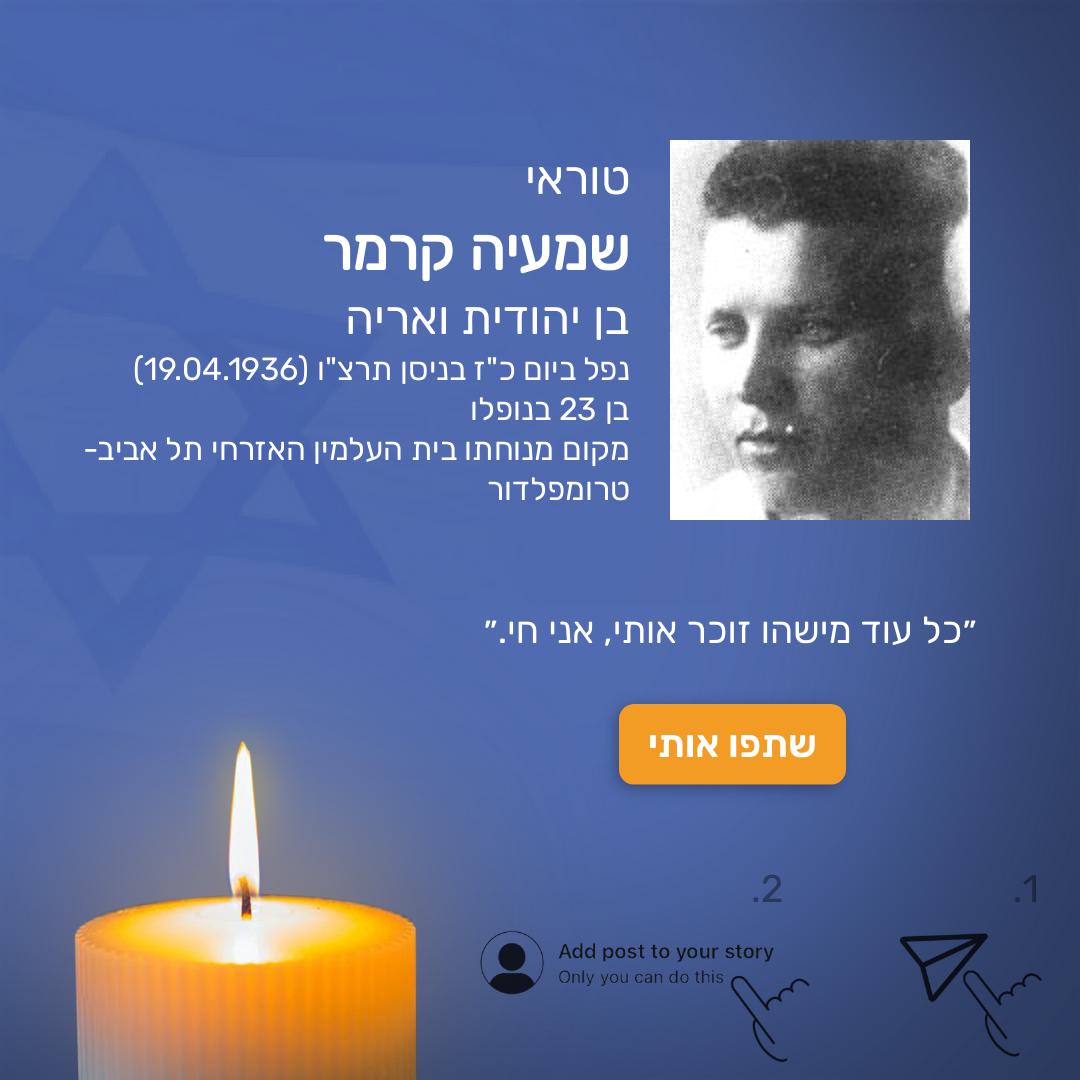 טוראי
שמעיה קרמר
בן יהודית ואריה
נפל ביום כ"ז בניסן תרצ"ו (19.04.1936)
בן 23 בנופלו
מקום מנוחתו בית העלמין האזרחי תל אביב-
טרומפלדור
״כל עוד מישהו זוכר אותי, אני חי.״
שתפו אותי
1.
2.
Add post to your story
Only you can do this